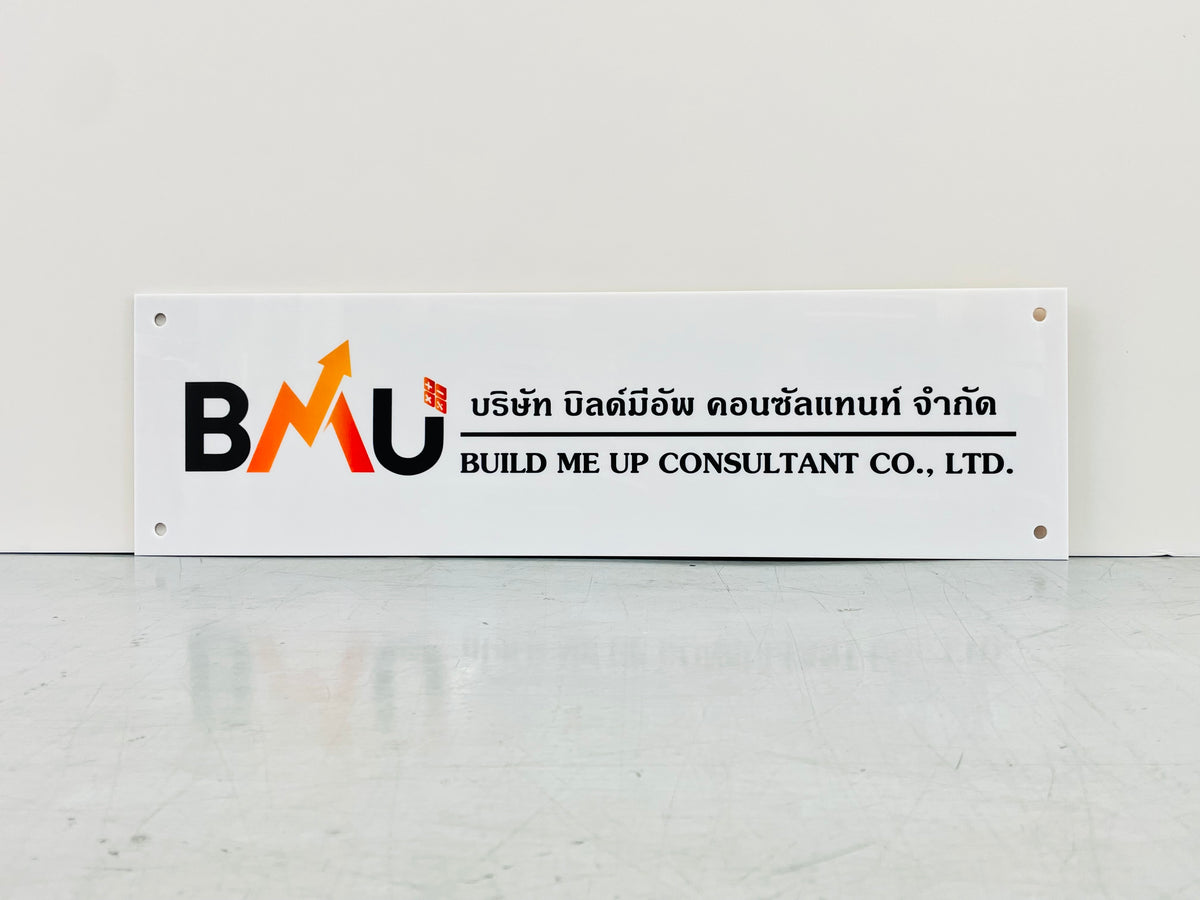 BMU
บริษัท บิลด์มีอัพ คอนซัลแทนท์ จำกัด
BUILD ME UP CONSULTANT CO., LTD.